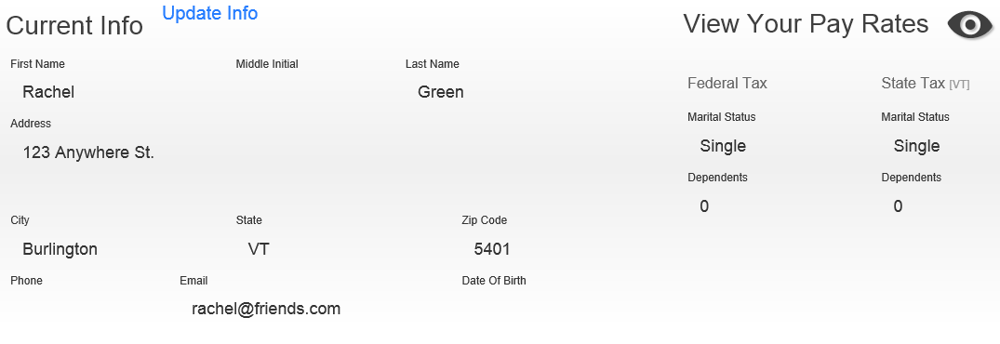 Current Info Update Info
First Name Middle Initial Last Name
Rachel Green
Address
123 Anywhere St.
City State Zip Code
Burlington VT 5401
Phone Email Date Of Birth
rachel@friends.com
View Your Pay Rates
Federal Tax State Tax [VT]
Marital Status Marital Status
Single Single
Dependents Dependents
0 0